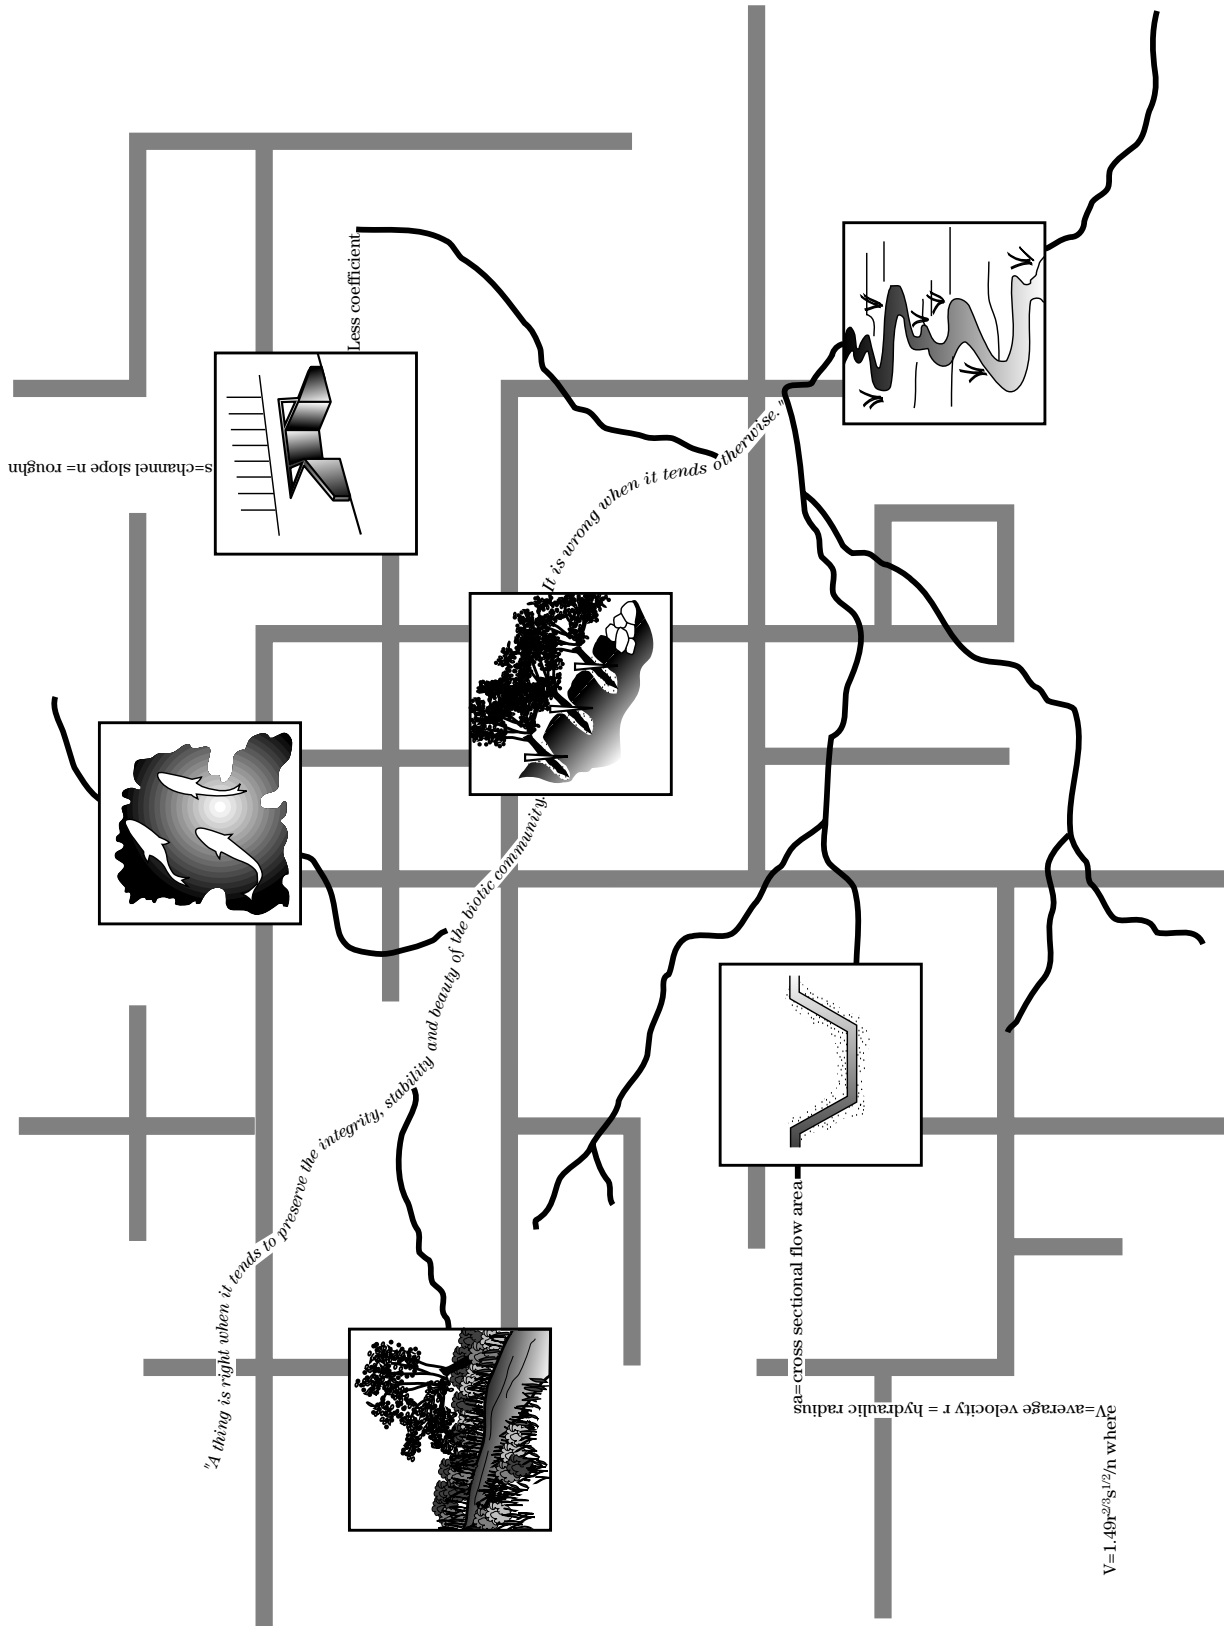 "A thing is right when it tends to preserve the integrity, stability and beauty of the biotic community.
It is wrong when it tends otherwise."
V=1.49r2/3s1/2/n where
V=average velocity r = hydraulic radius
a=cross sectional flow area
s=channel slope n = roughn
Less coefficient